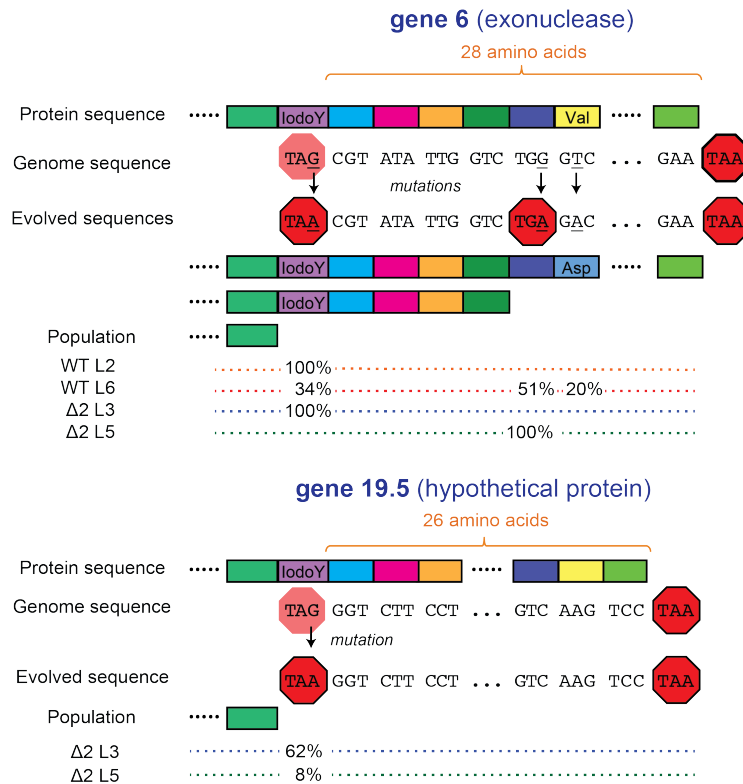 gene 6 (exonuclease)
28 amino acids
Protein sequence ..... IodoY Val .....
Genome sequence TAG CGT ATA TTG GTC TGG GTC ... GAA TAA
mutations
Evolved sequences TAA CGT ATA TTG GTC TGA GAC ... GAA TAA
..... IodoY Asp .....
..... IodoY
Population .....
WT L2 100%
WT L6 34% 51% 20%
Δ2 L3 100%
Δ2 L5 100%
gene 19.5 (hypothetical protein)
26 amino acids
Protein sequence ..... IodoY .....
Genome sequence TAG GGT CTT CCT ... GTC AAG TCC TAA
mutation
Evolved sequence TAA GGT CTT CCT ... GTC AAG TCC TAA
Population .....
Δ2 L3 62%
Δ2 L5 8%